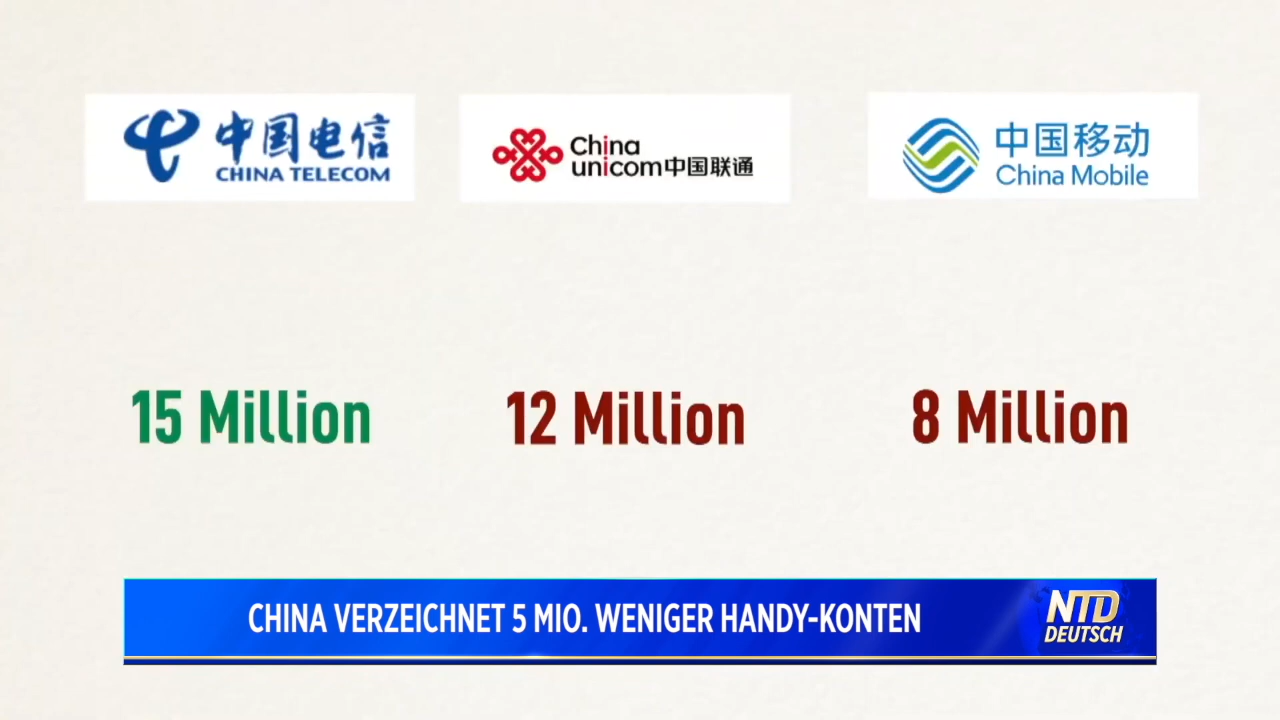 中国电信
CHINA TELECOM
China
unicom中国联通
中国移动
China Mobile
15 Million
12 Million
8 Million
CHINA VERZEICHNET 5 MIO. WENIGER HANDY-KONTEN
NTD
DEUTSCH